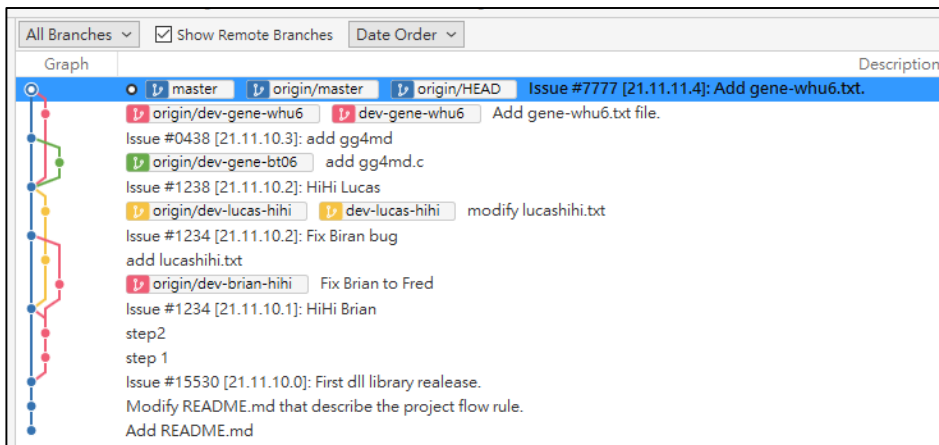 All Branches Show Remote Branches Date Order
Graph Description
master origin/master origin/HEAD Issue #7777 [21.11.11.4]: Add gene-whu6.txt.
origin/dev-gene-whu6 dev-gene-whu6 Add gene-whu6.txt file.
Issue #0438 [21.11.10.3]: add gg4md
origin/dev-gene-bt06 add gg4md.c
Issue #1238 [21.11.10.2]: HiHi Lucas
origin/dev-lucas-hihi dev-lucas-hihi modify lucashihi.txt
Issue #1234 [21.11.10.2]: Fix Biran bug
add lucashihi.txt
origin/dev-brian-hihi Fix Brian to Fred
Issue #1234 [21.11.10.1]: HiHi Brian
step2
step 1
Issue #15530 [21.11.10.0]: First dll library realease.
Modify README.md that describe the project flow rule.
Add README.md